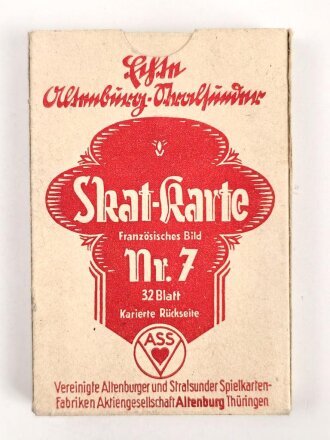 Echte
Altenburg-Stralsunder
Skat-Karte
Französisches Bild
Nr. 7
32 Blatt
Karierte Rückseite
ASS
Vereinigte Altenburger und Stralsunder Spielkarten-
Fabriken Aktiengesellschaft Altenburg Thüringen